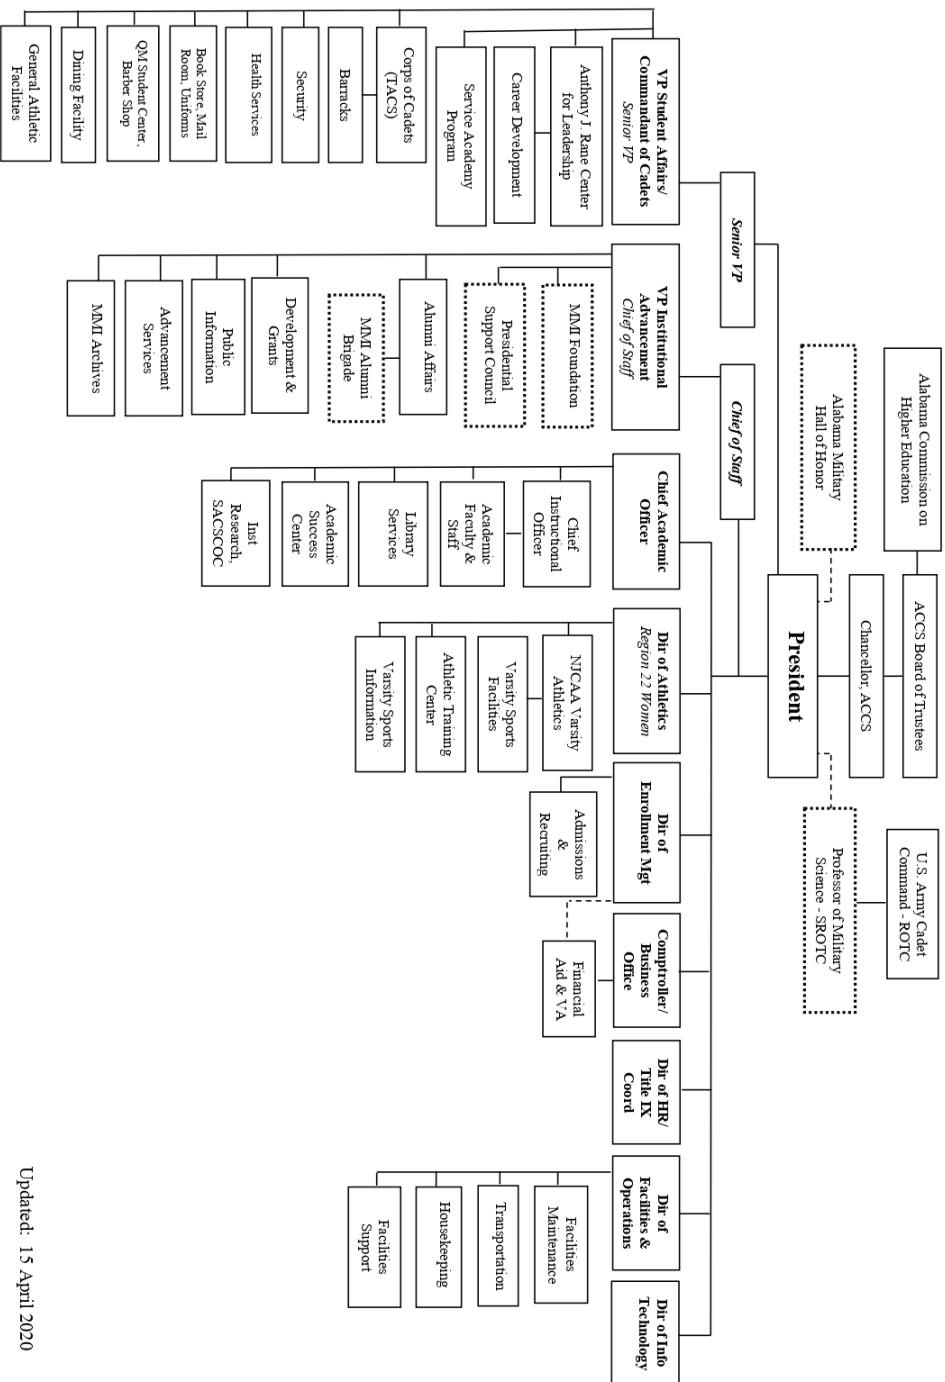 Alabama Commission on
Higher Education
ACCS Board of Trustees
U.S. Army Cadet
Command - ROTC
Chancellor, ACCS
Alabama Military
Hall of Honor
Professor of Military
Science - SROTC
President
Senior VP
Chief of Staff
VP Student Affairs/
Commandant of Cadets
Senior VP
VP Institutional
Advancement
Chief of Staff
Chief Academic
Officer
Dir of Athletics
Region 22 Women
Dir of
Enrollment Mgt
Comptroller/
Business
Office
Dir of HR/
Title IX
Coord
Dir of
Facilities &
Operations
Dir of Info
Technology
Anthony J. Rane Center
for Leadership
Career Development
Service Academy
Program
Corps of Cadets
(TACS)
Barracks
Security
Health Services
Book Store, Mail
Room, Uniforms
QM Student Center,
Barber Shop
Dining Facility
General Athletic
Facilities
MMI Foundation
Presidential
Support Council
Alumni Affairs
MMI Alumni
Brigade
Development &
Grants
Public
Information
Advancement
Services
MMI Archives
Chief
Instructional
Officer
Academic
Faculty &
Staff
Library
Services
Academic
Success
Center
Inst
Research,
SACSCOC
NJCAA Varsity
Athletics
Varsity Sports
Facilities
Athletic Training
Center
Varsity Sports
Information
Admissions
&
Recruiting
Financial
Aid & VA
Facilities
Maintenance
Transportation
Housekeeping
Facilities
Support
Updated: 15 April 2020